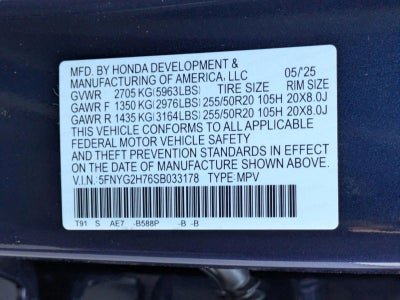 MFD. BY HONDA DEVELOPMENT &
MANUFACTURING OF AMERICA, LLC 05/'25
GVWR 2705 KG(5963LBS) TIRE SIZE RIM SIZE
GAWR F 1350 KG(2976LBS) 255/50R20 105H 20X8.0J
GAWR R 1435 KG(3164LBS) 255/50R20 105H 20X8.0J
THIS VEHICLE CONFORMS TO ALL APPLICABLE
FEDERAL MOTOR VEHICLE SAFETY
AND THEFT PREVENTION STANDARDS IN EFFECT
ON THE DATE OF MANUFACTURE SHOWN ABOVE.
V.I.N. 5FNYG2H76SB033178 TYPE:MPV
T91 S AE7 -B588P -B -B